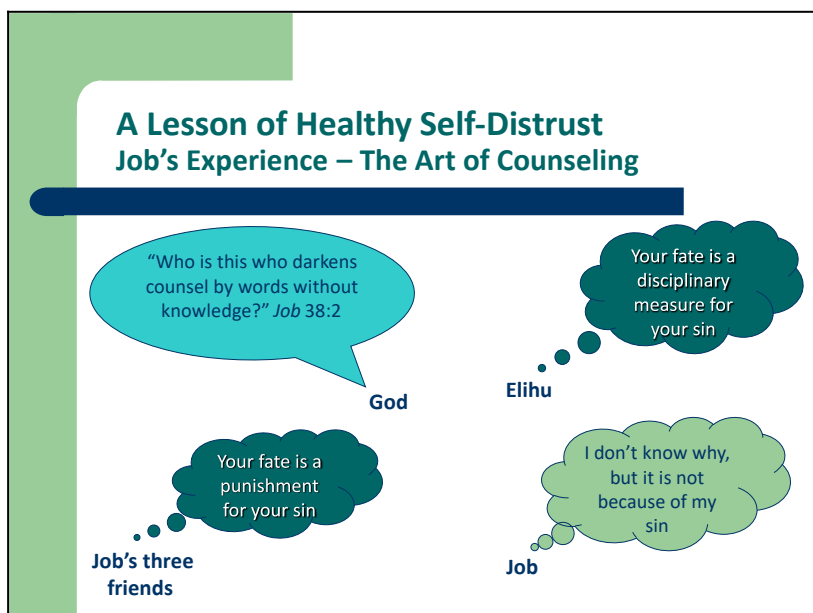 A Lesson of Healthy Self-Distrust
Job’s Experience – The Art of Counseling
“Who is this who darkens
counsel by words without
knowledge?” Job 38:2
God
Your fate is a
disciplinary
measure for
your sin
Elihu
Your fate is a
punishment
for your sin
Job’s three
friends
I don’t know why,
but it is not
because of my
sin
Job